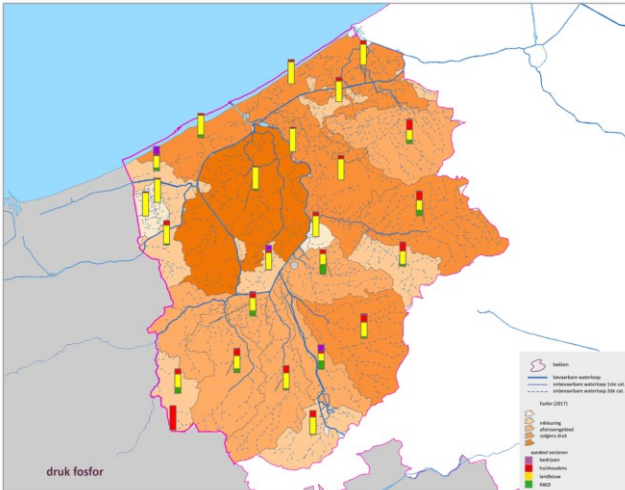 bekken
bevaarbare waterloop
onbevaarbare waterloop 1ste cat.
onbevaarbare waterloop 2de cat.
Fosfor (2017)
Inkleuring
afstroomgebied
volgens druk
aandeel sectoren
bedrijven
huishoudens
landbouw
RWZI
druk fosfor